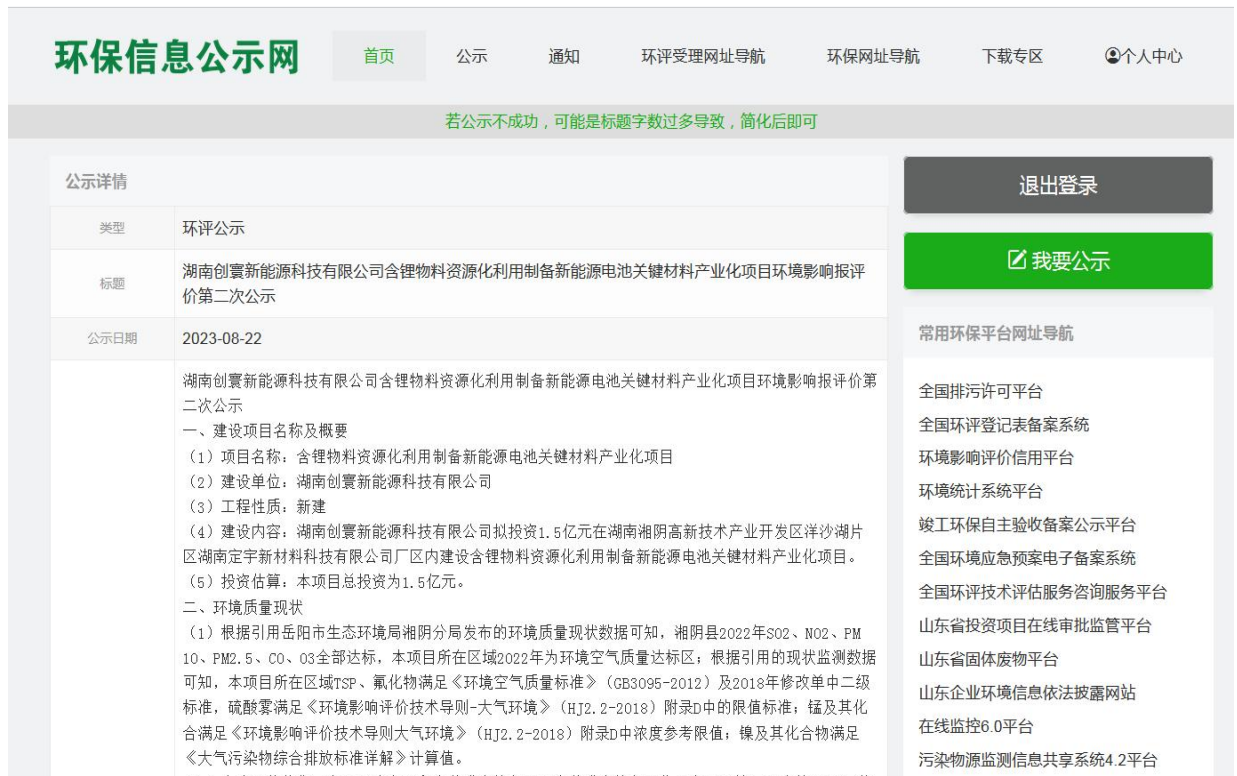 环保信息公示网
首页
公示
通知
环评受理网址导航
环保网址导航
下载专区
个人中心
若公示不成功，可能是标题字数过多导致，简化后即可
公示详情
类型
环评公示
标题
湖南创寰新能源科技有限公司含锂物料资源化利用制备新能源电池关键材料产业化项目环境影响报评
价第二次公示
公示日期
2023-08-22
湖南创寰新能源科技有限公司含锂物料资源化利用制备新能源电池关键材料产业化项目环境影响报评价第
二次公示
一、建设项目名称及概要
（1）项目名称：含锂物料资源化利用制备新能源电池关键材料产业化项目
（2）建设单位：湖南创寰新能源科技有限公司
（3）工程性质：新建
（4）建设内容：湖南创寰新能源科技有限公司拟投资1.5亿元在湖南湘阴高新技术产业开发区洋沙湖片
区湖南定宇新材料科技有限公司厂区内建设含锂物料资源化利用制备新能源电池关键材料产业化项目。
（5）投资估算：本项目总投资为1.5亿元。
二、环境质量现状
（1）根据引用岳阳市生态环境局湘阴分局发布的环境质量现状数据可知，湘阴县2022年SO2、NO2、PM
10、PM2.5、CO、O3全部达标，本项目所在区域2022年为环境空气质量达标区；根据引用的现状监测数据
可知，本项目所在区域TSP、氟化物满足《环境空气质量标准》（GB3095-2012）及2018年修改单中二级
标准，硫酸雾满足《环境影响评价技术导则-大气环境》（HJ2.2-2018）附录D中的限值标准；锰及其化
合满足《环境影响评价技术导则大气环境》（HJ2.2-2018）附录D中浓度参考限值；镍及其化合物满足
《大气污染物综合排放标准详解》计算值。
退出登录
我要公示
常用环保平台网址导航
全国排污许可平台
全国环评登记表备案系统
环境影响评价信用平台
环境统计系统平台
竣工环保自主验收备案公示平台
全国环境应急预案电子备案系统
全国环评技术评估服务咨询服务平台
山东省投资项目在线审批监管平台
山东省固体废物平台
山东企业环境信息依法披露网站
在线监控6.0平台
污染物源监测信息共享系统4.2平台